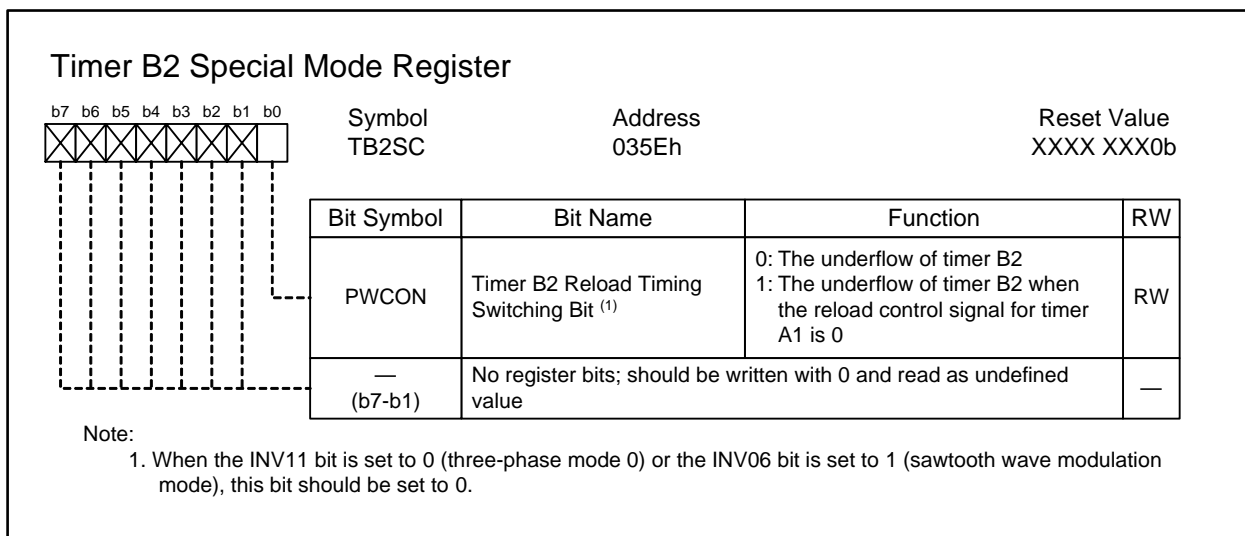 Timer B2 Special Mode Register
b7 b6 b5 b4 b3 b2 b1 b0
Symbol Address Reset Value
TB2SC 035Eh XXXX XXX0b
Bit Symbol Bit Name Function RW
PWCON
Timer B2 Reload Timing
Switching Bit (1)
0: The underflow of timer B2
1: The underflow of timer B2 when
the reload control signal for timer
A1 is 0
RW
—
(b7-b1)
No register bits; should be written with 0 and read as undefined
value
—
Note:
1. When the INV11 bit is set to 0 (three-phase mode 0) or the INV06 bit is set to 1 (sawtooth wave modulation
mode), this bit should be set to 0.